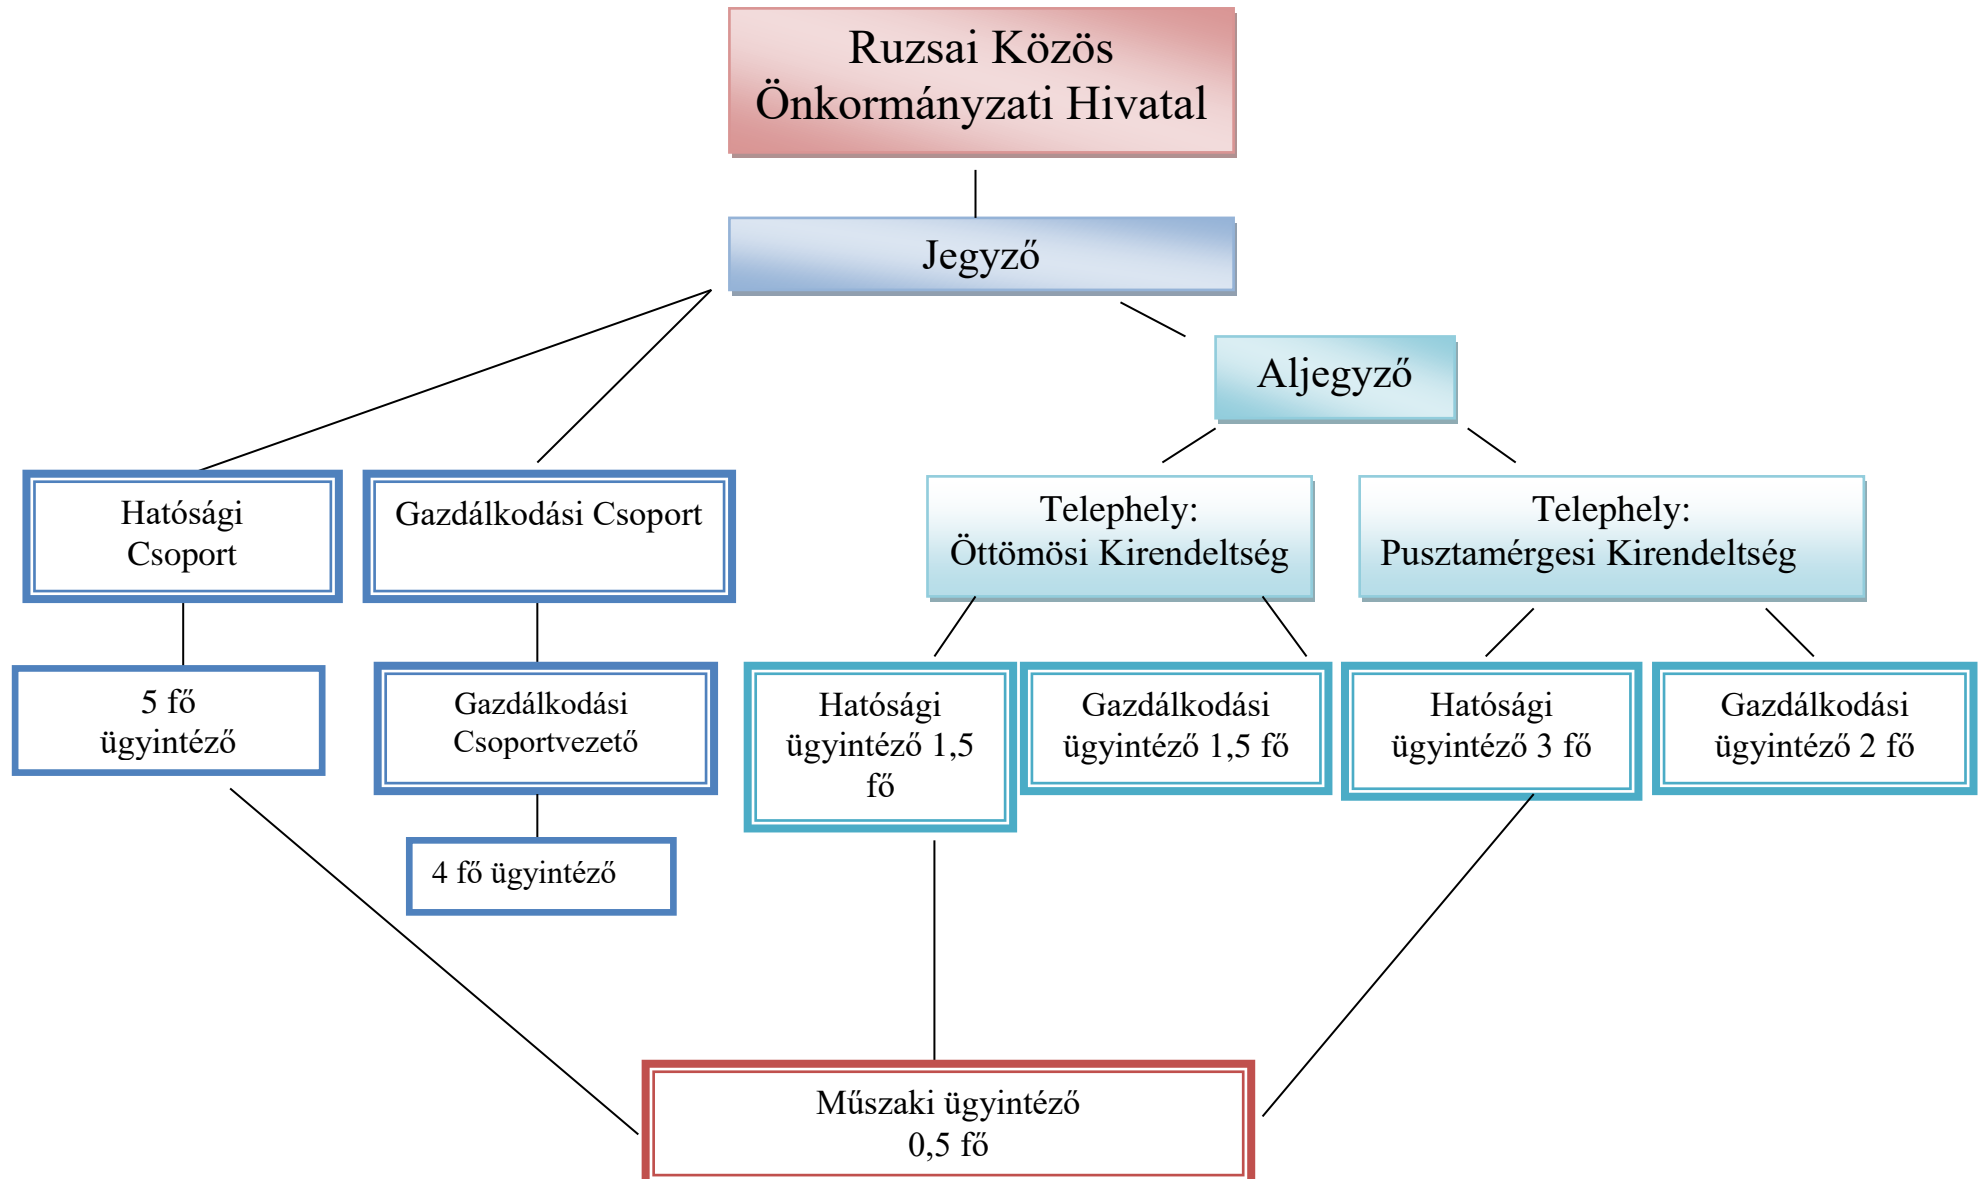 Ruzsai Közös
Önkormányzati Hivatal
Jegyző
Aljegyző
Hatósági
Csoport
Gazdálkodási Csoport
Telephely:
Öttömösi Kirendeltség
Telephely:
Pusztamérgesi Kirendeltség
5 fő
ügyintéző
Gazdálkodási
Csoportvezető
Hatósági
ügyintéző 1,5
fő
Gazdálkodási
ügyintéző 1,5 fő
Hatósági
ügyintéző 3 fő
Gazdálkodási
ügyintéző 2 fő
4 fő ügyintéző
Műszaki ügyintéző
0,5 fő